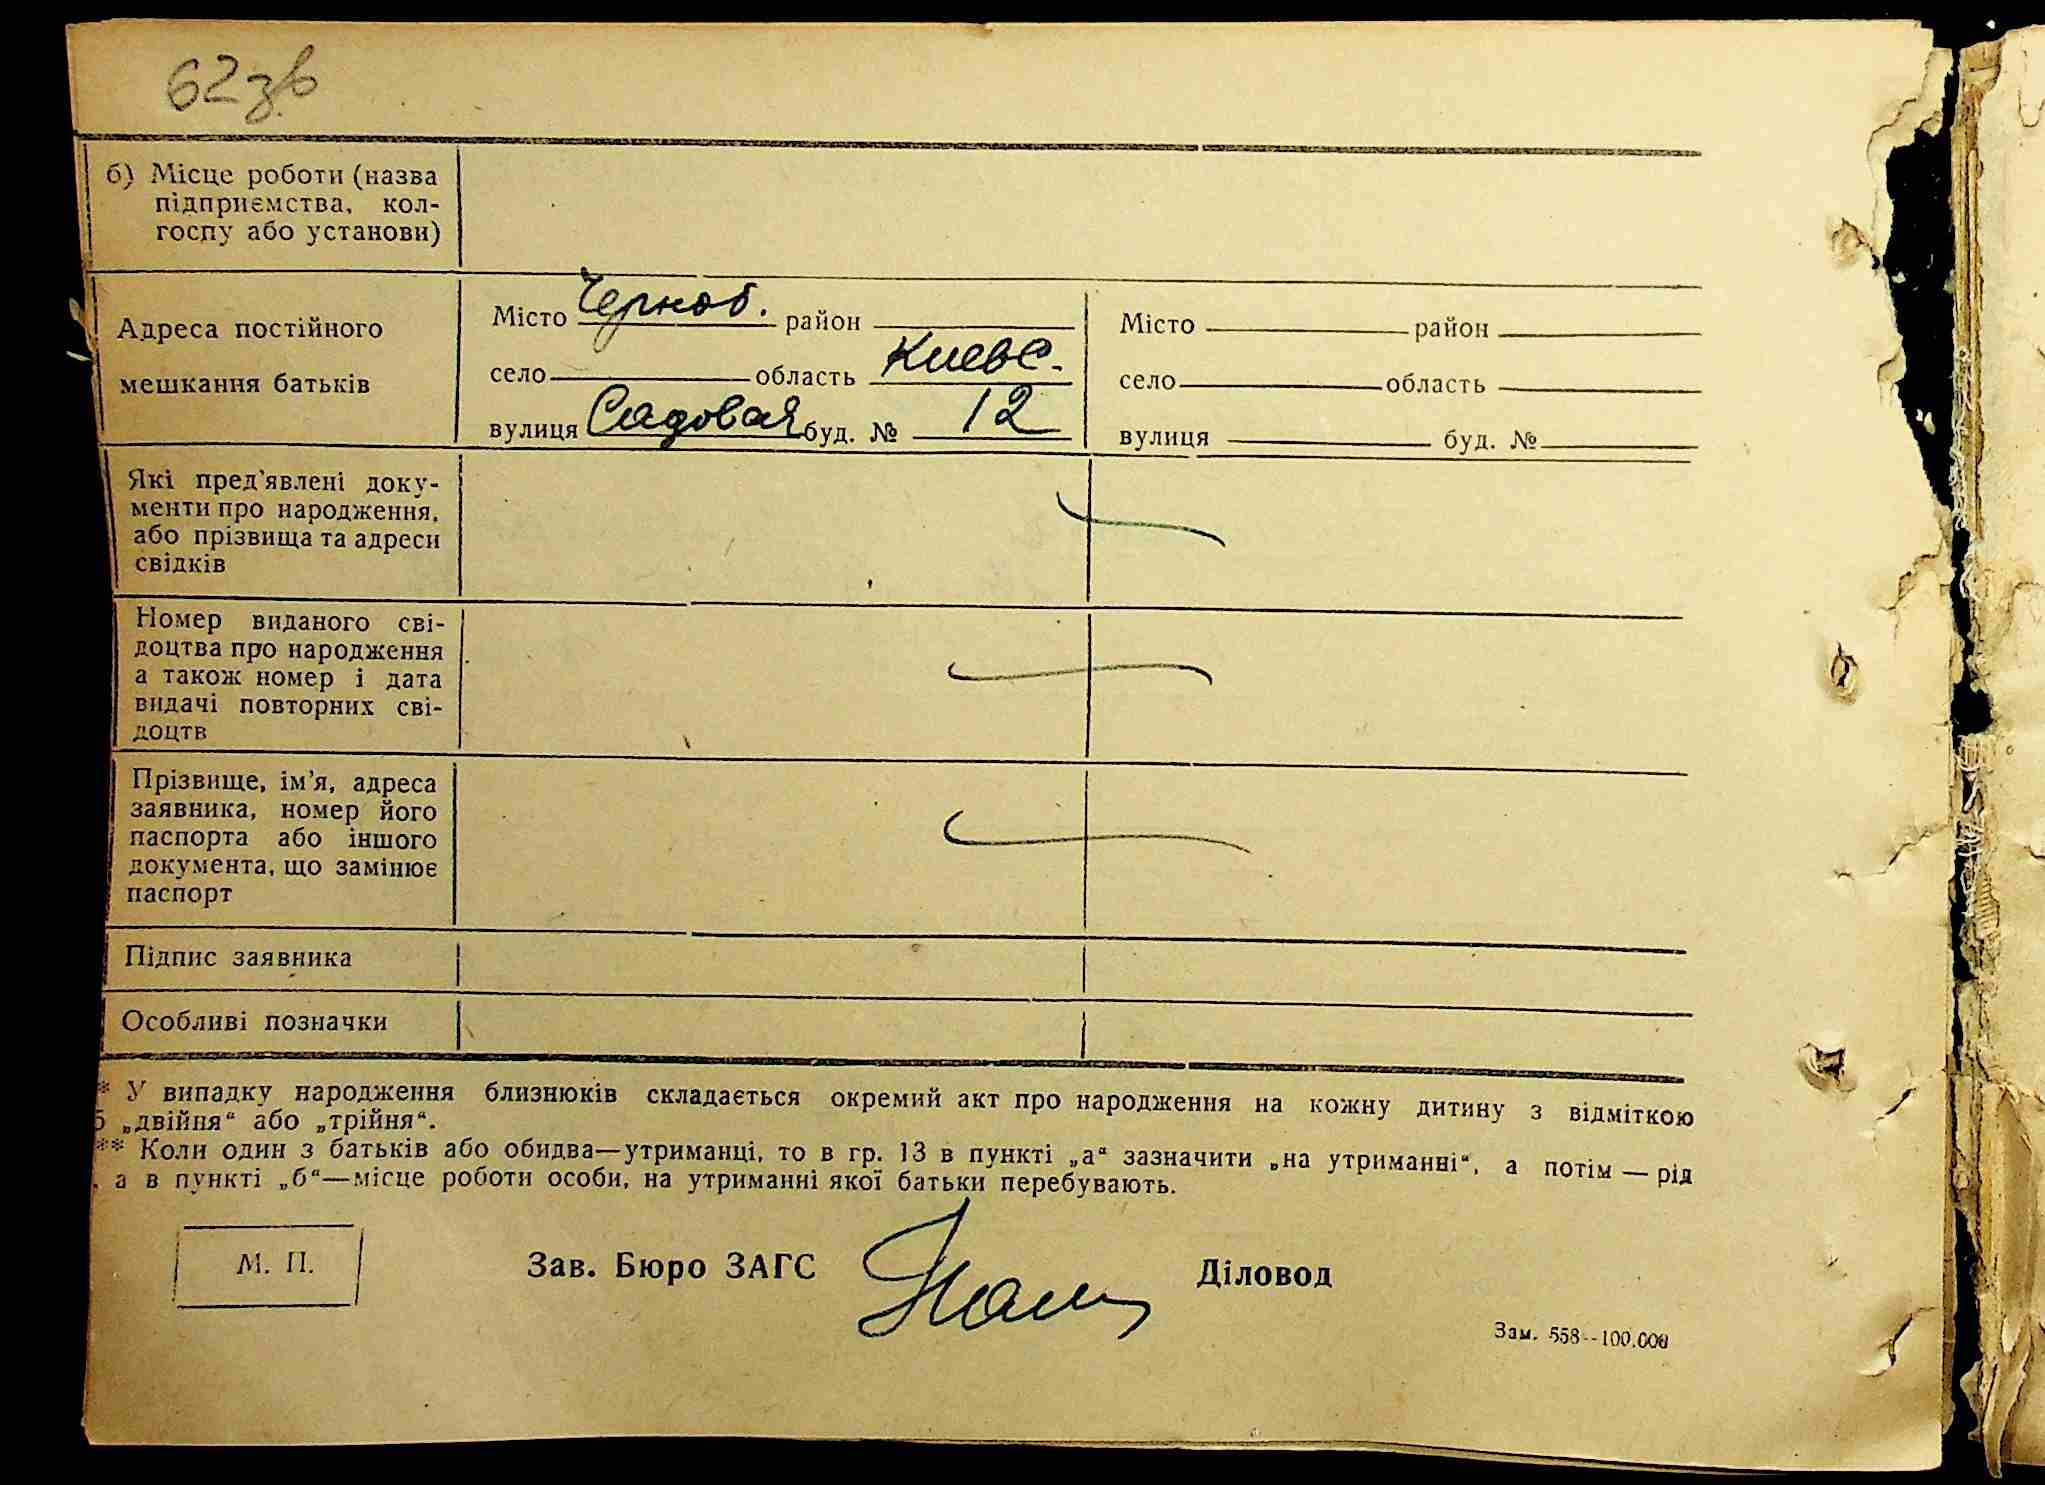 62зв
б) Місце роботи (назва
підприємства, кол-
госпу або установи)
Адреса постійного
мешкання батьків
Місто Черноб. район
село область Киевс.
вулиця Садовая буд. № 12
Місто район
село область
вулиця буд. №
Які пред'явлені доку-
менти про народження,
або прізвища та адреси
свідків
Номер виданого сві-
доцтва про народження
а також номер і дата
видачі повторних сві-
доцтв
Прізвище, ім'я, адреса
заявника, номер його
паспорта або іншого
документа, що замінює
паспорт
Підпис заявника
Особливі позначки
* У випадку народження близнюків складається окремий акт про народження на кожну дитину з відміткою
„двійня“ або „трійня“.
** Коли один з батьків або обидва—утриманці, то в гр. 13 в пункті „а“ зазначити „на утриманні“, а потім — рід
, а в пункті „б“—місце роботи особи, на утриманні якої батьки перебувають.
М. П.
Зав. Бюро ЗАГС
Діловод
Зам. 558--100.000